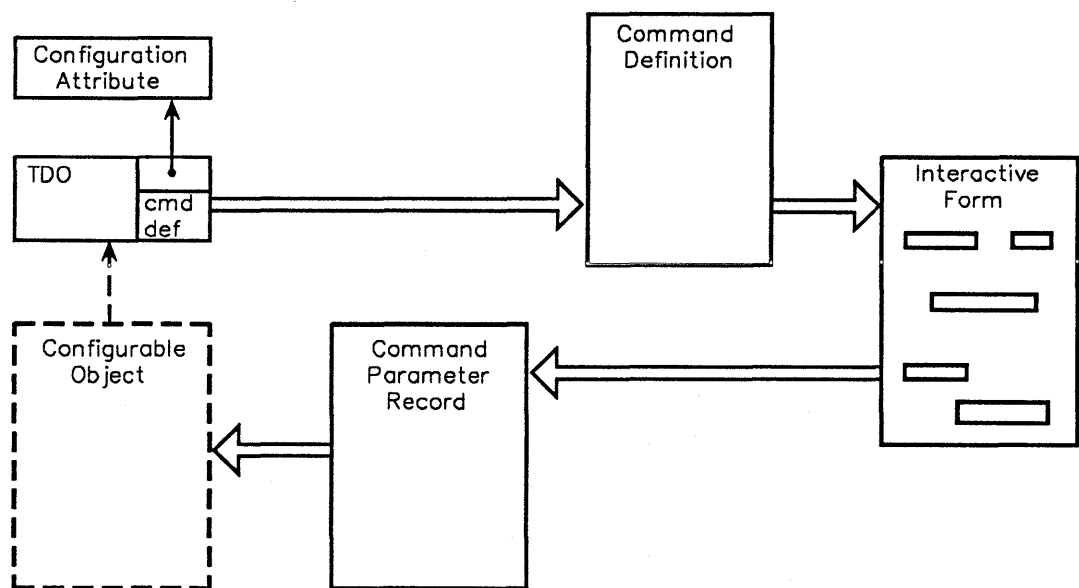 Configuration
Attribute
Command
Definition
TDO
cmd
def
Interactive
Form
Configurable
Object
Command
Parameter
Record